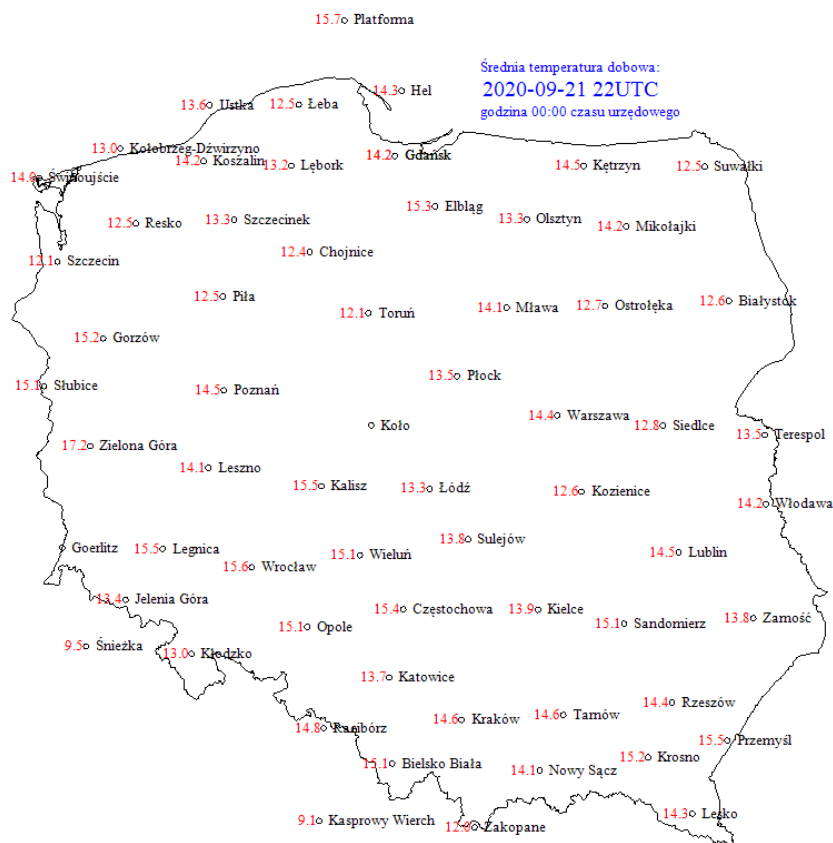 15.7 Platforma
Średnia temperatura dobowa:
2020-09-21 22UTC
godzina 00:00 czasu urzędowego
14.3 Hel
13.6 Ustka
12.5 Łeba
13.0 Kołobrzeg-Dźwirzyno
14.2 Koszalin
13.2 Lębork
14.2 Gdańsk
14.5 Kętrzyn
12.5 Suwałki
14.0 Świnoujście
12.5 Resko
13.3 Szczecinek
15.3 Elbląg
13.3 Olsztyn
14.2 Mikołajki
12.4 Chojnice
12.1 Szczecin
12.5 Piła
12.1 Toruń
14.1 Mława
12.7 Ostrołęka
12.6 Białystok
15.2 Gorzów
15.1 Słubice
14.5 Poznań
13.5 Płock
Koło
14.4 Warszawa
12.8 Siedlce
13.5 Terespol
17.2 Zielona Góra
14.1 Leszno
15.5 Kalisz
13.3 Łódź
12.6 Kozienice
14.2 Włodawa
Goerlitz
15.5 Legnica
15.6 Wrocław
15.1 Wieluń
13.8 Sulejów
14.5 Lublin
13.4 Jelenia Góra
15.4 Częstochowa
13.9 Kielce
15.1 Sandomierz
13.8 Zamość
9.5 Śnieżka
13.0 Kłodzko
15.1 Opole
13.7 Katowice
14.8 Racibórz
14.6 Kraków
14.6 Tarnów
14.4 Rzeszów
15.5 Przemyśl
15.1 Bielsko Biała
14.1 Nowy Sącz
15.2 Krosno
9.1 Kasprowy Wierch
12.0 Zakopane
14.3 Lesko